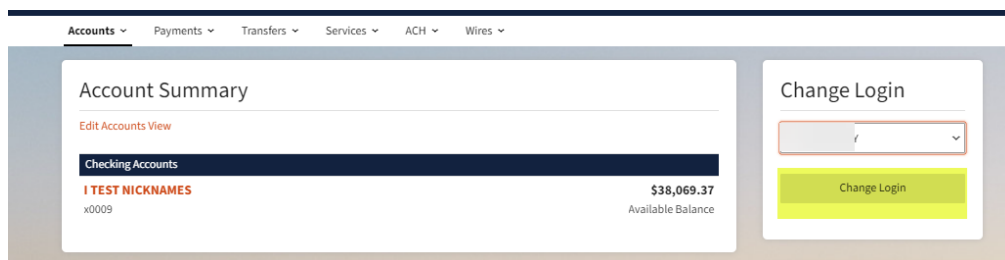 Accounts Payments Transfers Services ACH Wires
Account Summary
Edit Accounts View
Checking Accounts
I TEST NICKNAMES $38,069.37
x0009 Available Balance
Change Login
Change Login